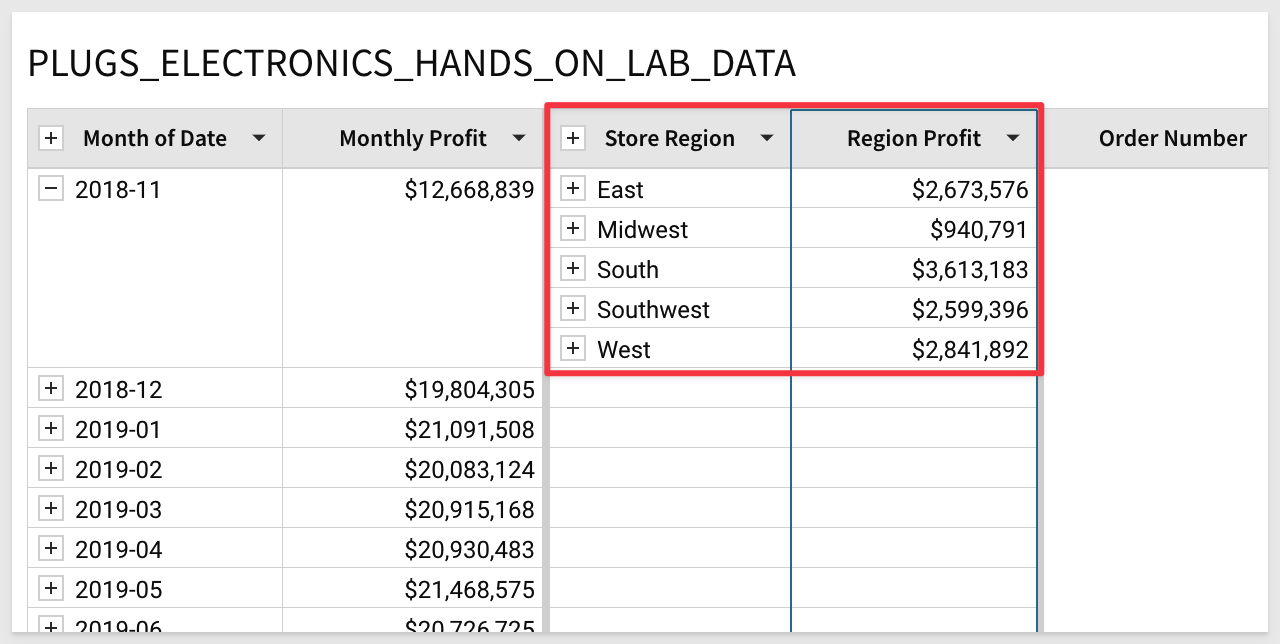 PLUGS_ELECTRONICS_HANDS_ON_LAB_DATA
Month of Date Monthly Profit Store Region Region Profit Order Number
2018-11 $12,668,839 East $2,673,576
Midwest $940,791
South $3,613,183
Southwest $2,599,396
West $2,841,892
2018-12 $19,804,305
2019-01 $21,091,508
2019-02 $20,083,124
2019-03 $20,915,168
2019-04 $20,930,483
2019-05 $21,468,575
2019-06 $20,726,725